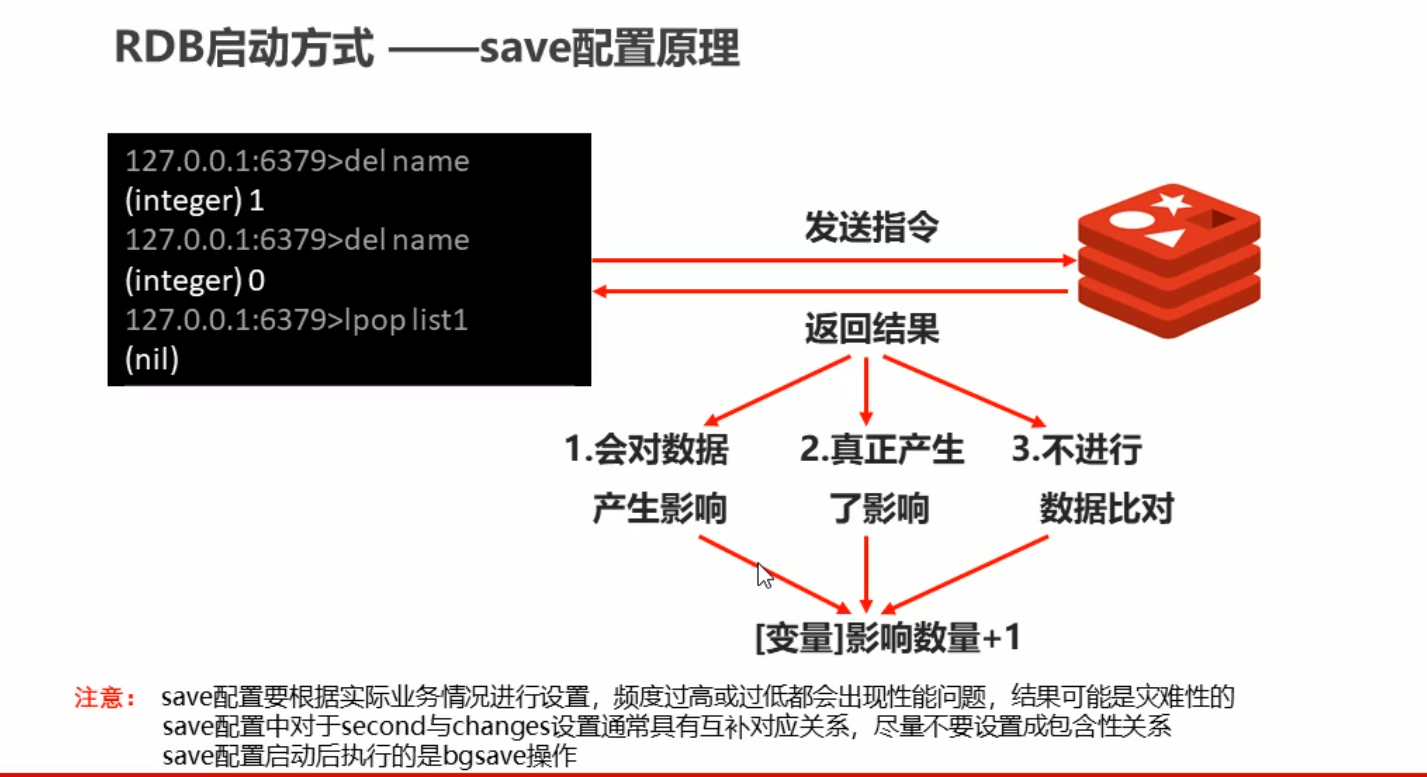 RDB启动方式 ——save配置原理
127.0.0.1:6379>del name
(integer) 1
127.0.0.1:6379>del name
(integer) 0
127.0.0.1:6379>lpop list1
(nil)
发送指令
返回结果
1.会对数据
产生影响
2.真正产生
了影响
3.不进行
数据比对
[变量]影响数量+1
注意： save配置要根据实际业务情况进行设置，频度过高或过低都会出现性能问题，结果可能是灾难性的
save配置中对于second与changes设置通常具有互补对应关系，尽量不要设置成包含性关系
save配置启动后执行的是bgsave操作